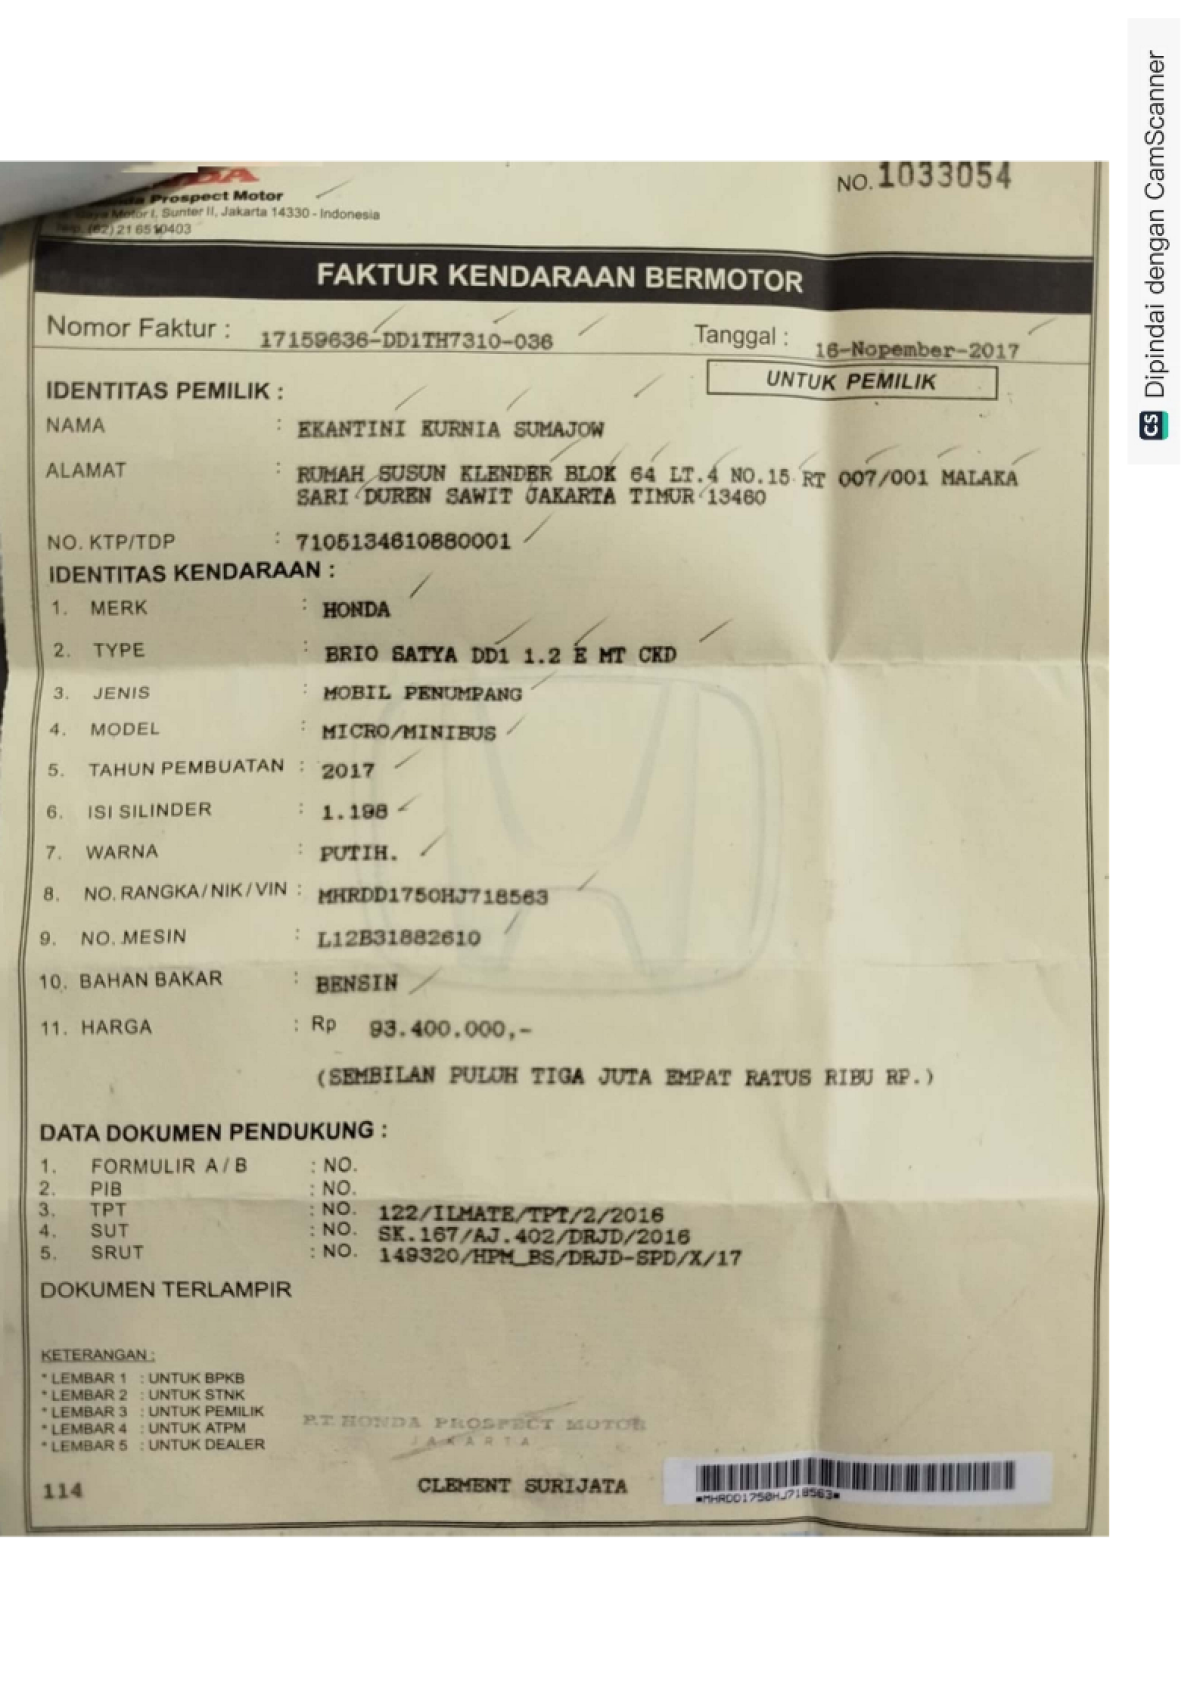 NO. 1033054
Prospect Motor
Motor I, Sunter II, Jakarta 14330 - Indonesia
(62) 21 6510403
FAKTUR KENDARAAN BERMOTOR
Nomor Faktur : 17159636-DD1TH7310-036 Tanggal : 16-Nopember-2017
UNTUK PEMILIK
IDENTITAS PEMILIK :
NAMA : EKANTINI KURNIA SUMAJOW
ALAMAT : RUMAH SUSUN KLENDER BLOK 64 LT.4 NO.15 RT 007/001 MALAKA
SARI DUREN SAWIT JAKARTA TIMUR 13460
NO. KTP/TDP : 7105134610880001
IDENTITAS KENDARAAN :
1. MERK : HONDA
2. TYPE : BRIO SATYA DD1 1.2 E MT CKD
3. JENIS : MOBIL PENUMPANG
4. MODEL : MICRO/MINIBUS
5. TAHUN PEMBUATAN : 2017
6. ISI SILINDER : 1.198
7. WARNA : PUTIH.
8. NO. RANGKA/NIK/VIN : MHRDD1750HJ718563
9. NO. MESIN : L12B31882610
10. BAHAN BAKAR : BENSIN
11. HARGA : Rp 93.400.000,-
(SEMBILAN PULUH TIGA JUTA EMPAT RATUS RIBU RP.)
DATA DOKUMEN PENDUKUNG :
1. FORMULIR A/B : NO.
2. PIB : NO.
3. TPT : NO. 122/ILMATE/TPT/2/2016
4. SUT : NO. SK.167/AJ.402/DRJD/2016
5. SRUT : NO. 149320/HPM_BS/DRJD-SPD/X/17
DOKUMEN TERLAMPIR
KETERANGAN :
* LEMBAR 1 : UNTUK BPKB
* LEMBAR 2 : UNTUK STNK
* LEMBAR 3 : UNTUK PEMILIK
* LEMBAR 4 : UNTUK ATPM
* LEMBAR 5 : UNTUK DEALER
P.T. HONDA PROSPECT MOTOR
JAKARTA
114 CLEMENT SURIJATA
*MHRDD1750HJ718563*
CS Dipindai dengan CamScanner